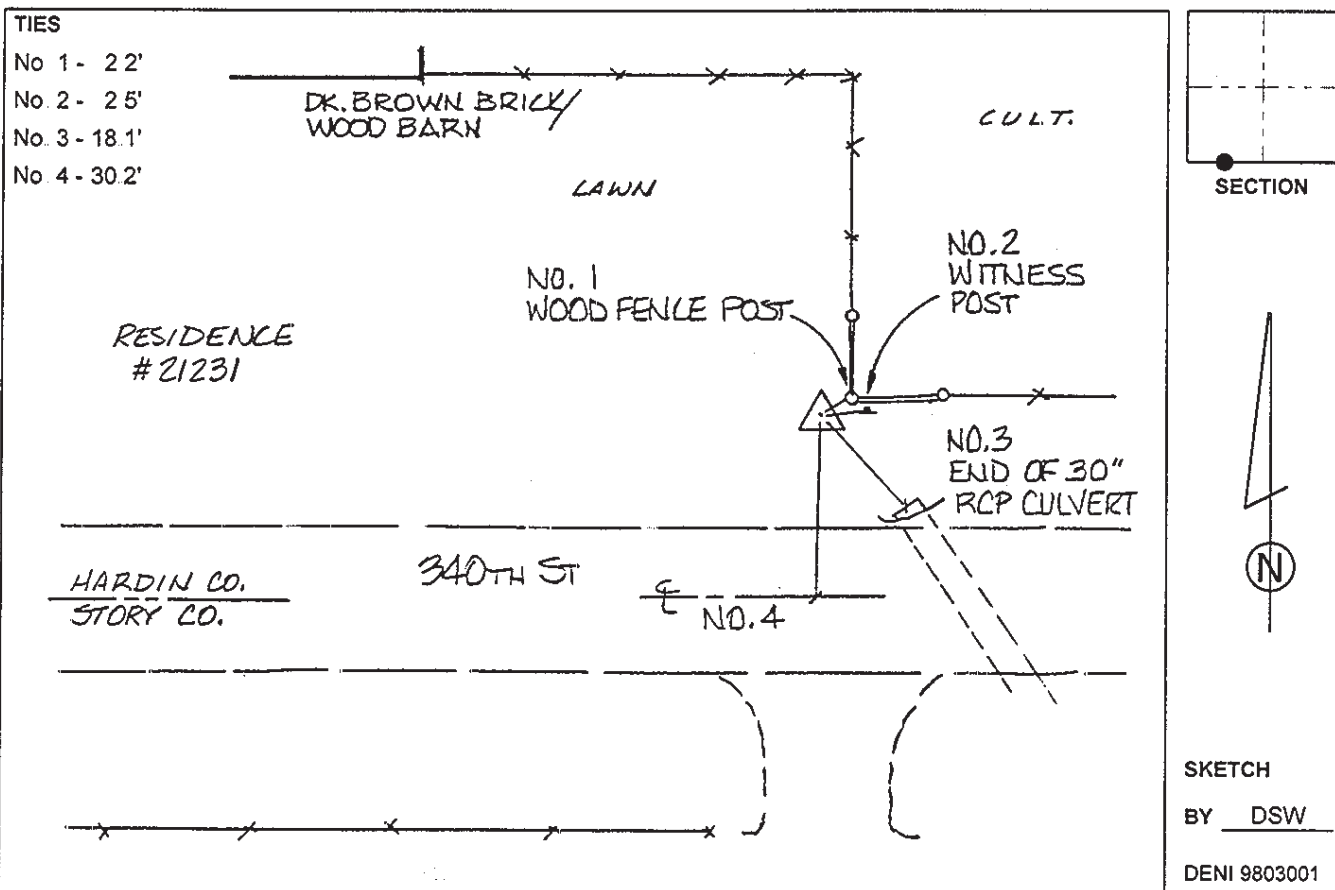 TIES
No 1 - 2 2'
No. 2 - 2 5'
No. 3 - 18.1'
No 4 - 30.2'
DK. BROWN BRICK/
WOOD BARN
CULT.
LAWN
SECTION
NO. 1
WOOD FENCE POST
NO. 2
WITNESS
POST
RESIDENCE
# 21231
NO. 3
END OF 30"
RCP CULVERT
340TH ST
HARDIN CO.
STORY CO.
℄
NO. 4
N
SKETCH
BY DSW
DENI 9803001